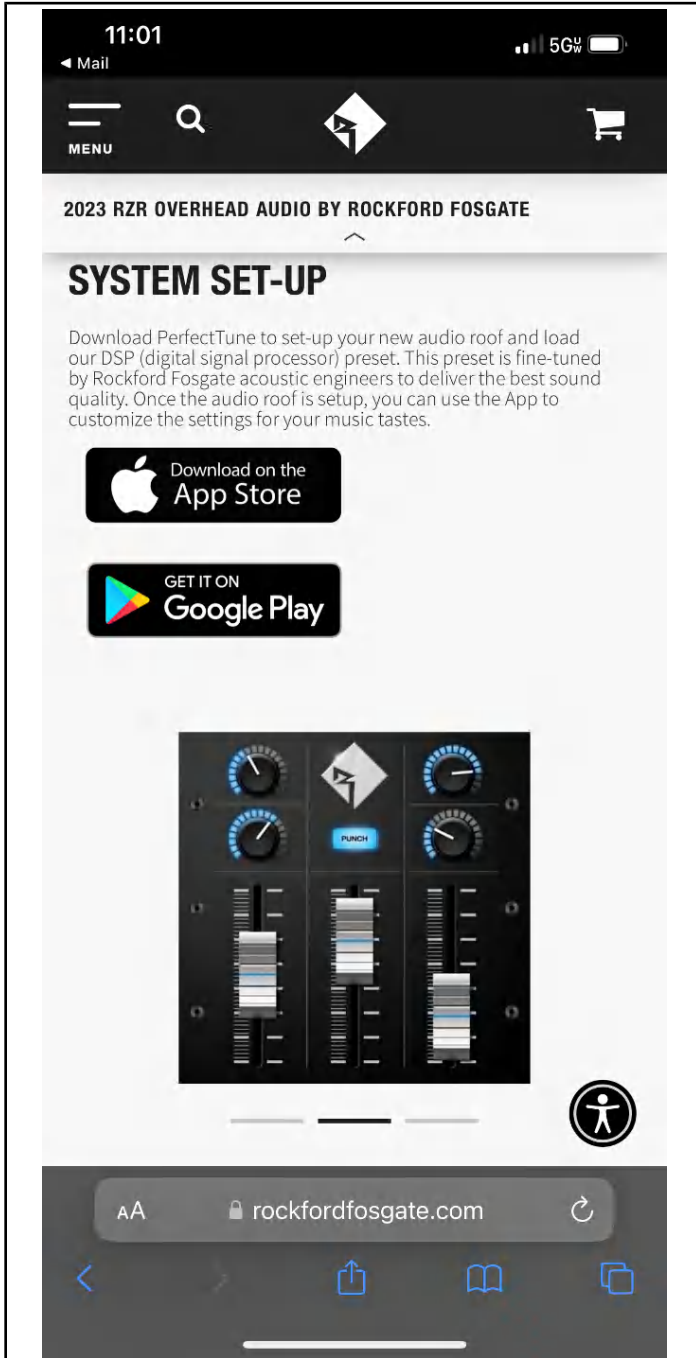 11:01
5GUW
◀ Mail
MENU
2023 RZR OVERHEAD AUDIO BY ROCKFORD FOSGATE
SYSTEM SET-UP
Download PerfectTune to set-up your new audio roof and load
our DSP (digital signal processor) preset. This preset is fine-tuned
by Rockford Fosgate acoustic engineers to deliver the best sound
quality. Once the audio roof is setup, you can use the App to
customize the settings for your music tastes.
Download on the
App Store
GET IT ON
Google Play
PUNCH
AA
rockfordfosgate.com